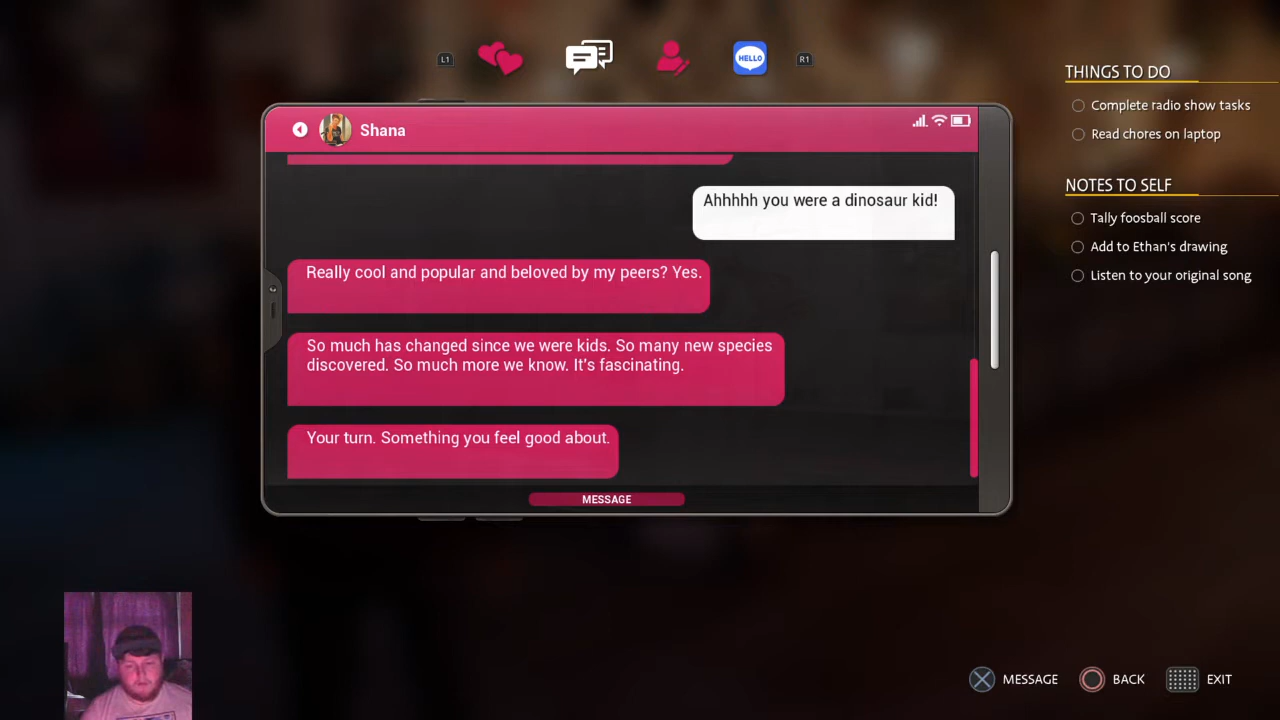 L1
HELLO
R1
Shana
Ahhhhh you were a dinosaur kid!
Really cool and popular and beloved by my peers? Yes.
So much has changed since we were kids. So many new species
discovered. So much more we know. It's fascinating.
Your turn. Something you feel good about.
MESSAGE
THINGS TO DO
Complete radio show tasks
Read chores on laptop
NOTES TO SELF
Tally foosball score
Add to Ethan's drawing
Listen to your original song
MESSAGE
BACK
EXIT